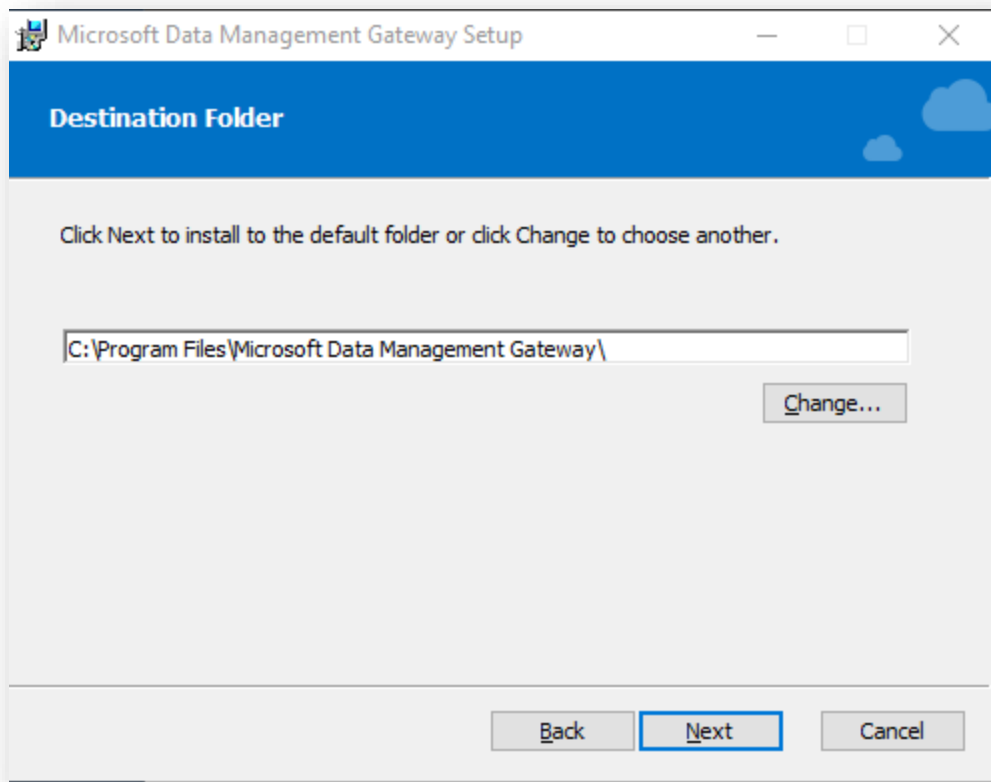 Microsoft Data Management Gateway Setup
Destination Folder
Click Next to install to the default folder or click Change to choose another.
C:\Program Files\Microsoft Data Management Gateway\
Change...
Back Next Cancel